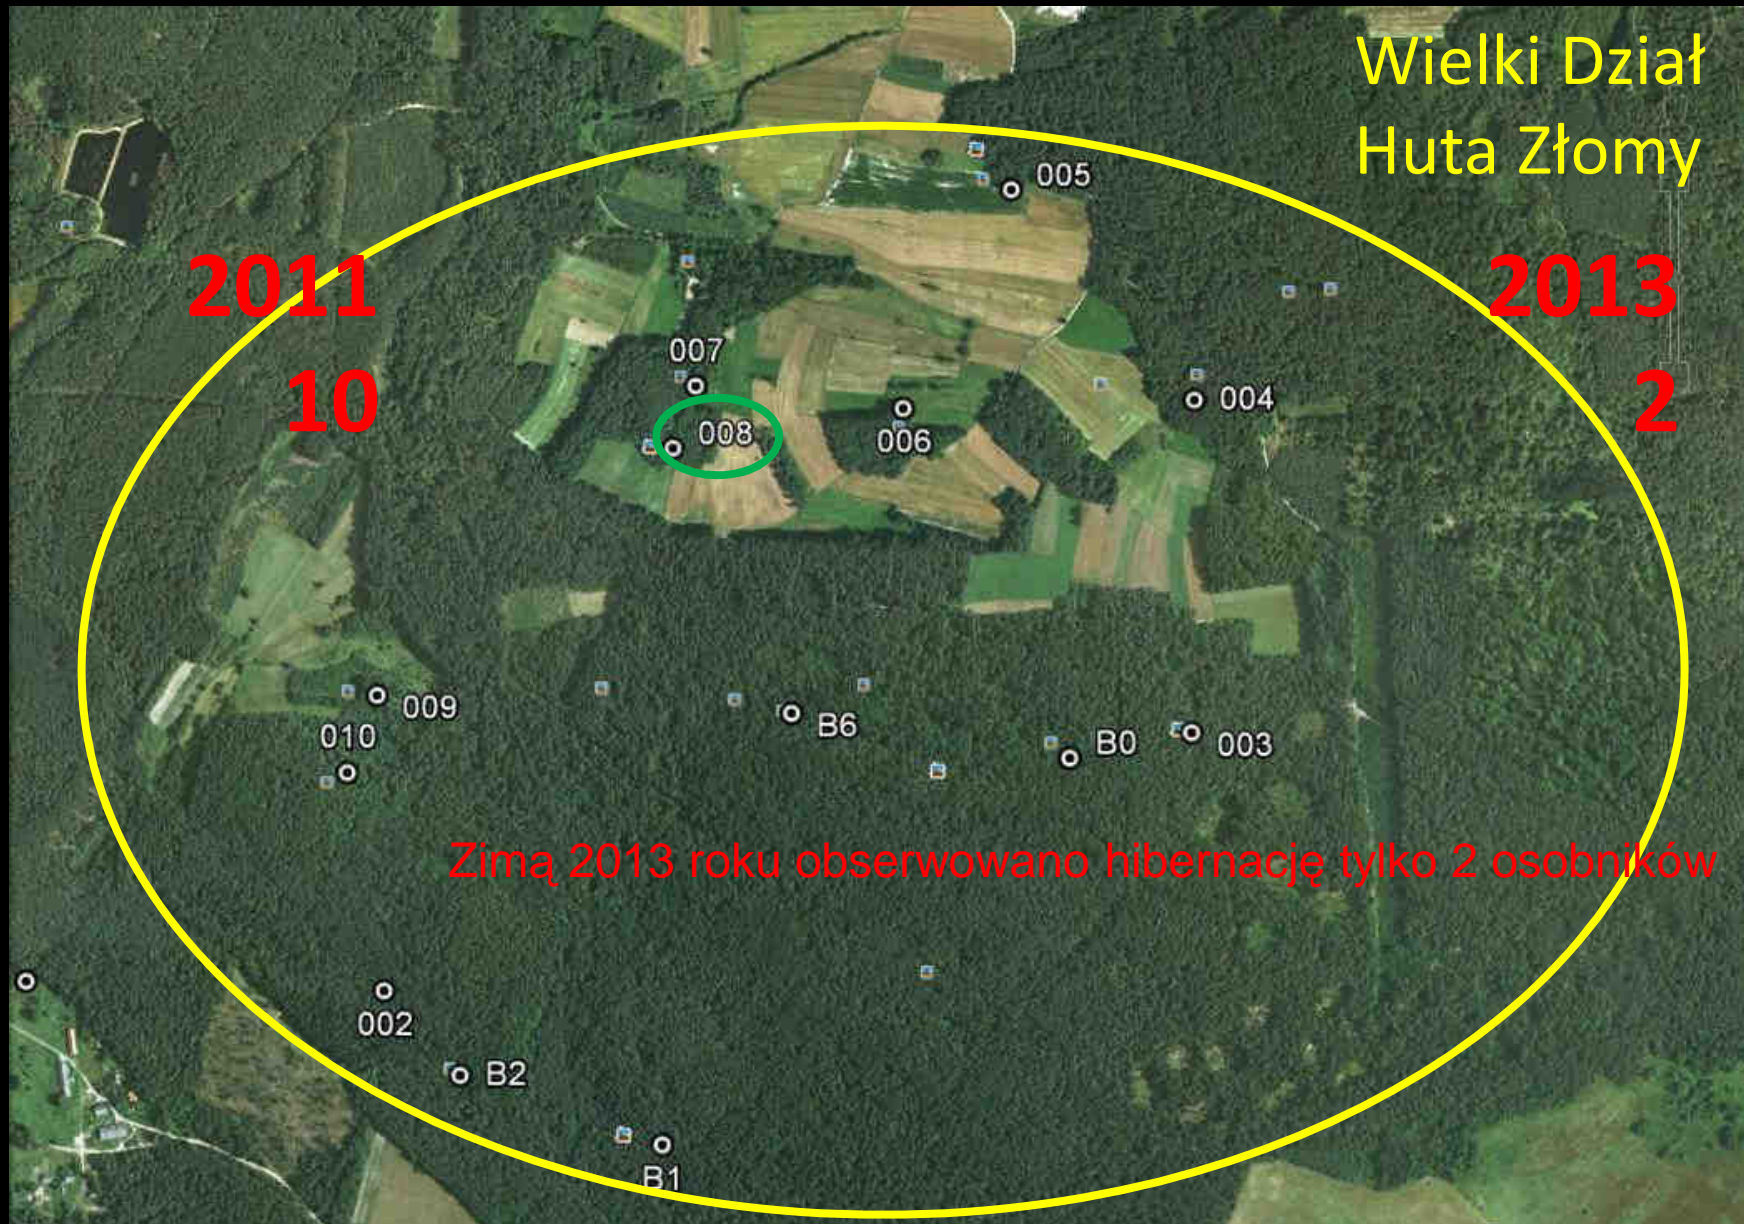 Wielki Dział
Huta Złomy
005
2011
2013
007
10
2
004
008
006
009
010
B6
B0
003
Zimą 2013 roku obserwowano hibernację tylko 2 osobników
002
B2
B1